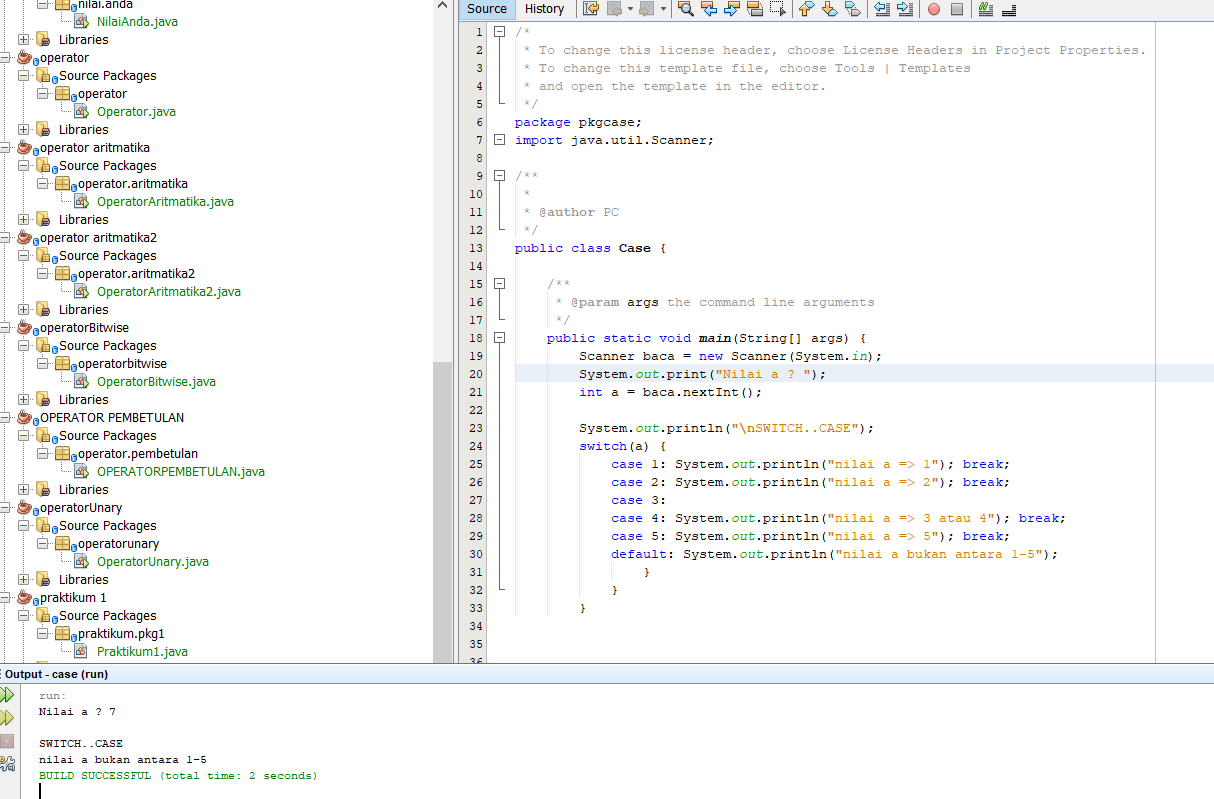 nilai.anda
NilaiAnda.java
Libraries
operator
Source Packages
operator
Operator.java
Libraries
operator aritmatika
Source Packages
operator.aritmatika
OperatorAritmatika.java
Libraries
operator aritmatika2
Source Packages
operator.aritmatika2
OperatorAritmatika2.java
Libraries
operatorBitwise
Source Packages
operatorbitwise
OperatorBitwise.java
Libraries
OPERATOR PEMBETULAN
Source Packages
operator.pembetulan
OPERATORPEMBETULAN.java
Libraries
operatorUnary
Source Packages
operatorunary
OperatorUnary.java
Libraries
praktikum 1
Source Packages
praktikum.pkg1
Praktikum1.java
Source History
1 /*
2 * To change this license header, choose License Headers in Project Properties.
3 * To change this template file, choose Tools | Templates
4 * and open the template in the editor.
5 */
6 package pkgcase;
7 import java.util.Scanner;
8
9 /**
10 *
11 * @author PC
12 */
13 public class Case {
14
15 /**
16 * @param args the command line arguments
17 */
18 public static void main(String[] args) {
19 Scanner baca = new Scanner(System.in);
20 System.out.print("Nilai a ? ");
21 int a = baca.nextInt();
22
23 System.out.println("\nSWITCH..CASE");
24 switch(a) {
25 case 1: System.out.println("nilai a => 1"); break;
26 case 2: System.out.println("nilai a => 2"); break;
27 case 3:
28 case 4: System.out.println("nilai a => 3 atau 4"); break;
29 case 5: System.out.println("nilai a => 5"); break;
30 default: System.out.println("nilai a bukan antara 1-5");
31 }
32 }
33 }
34
35
36
Output - case (run)
run:
Nilai a ? 7
SWITCH..CASE
nilai a bukan antara 1-5
BUILD SUCCESSFUL (total time: 2 seconds)